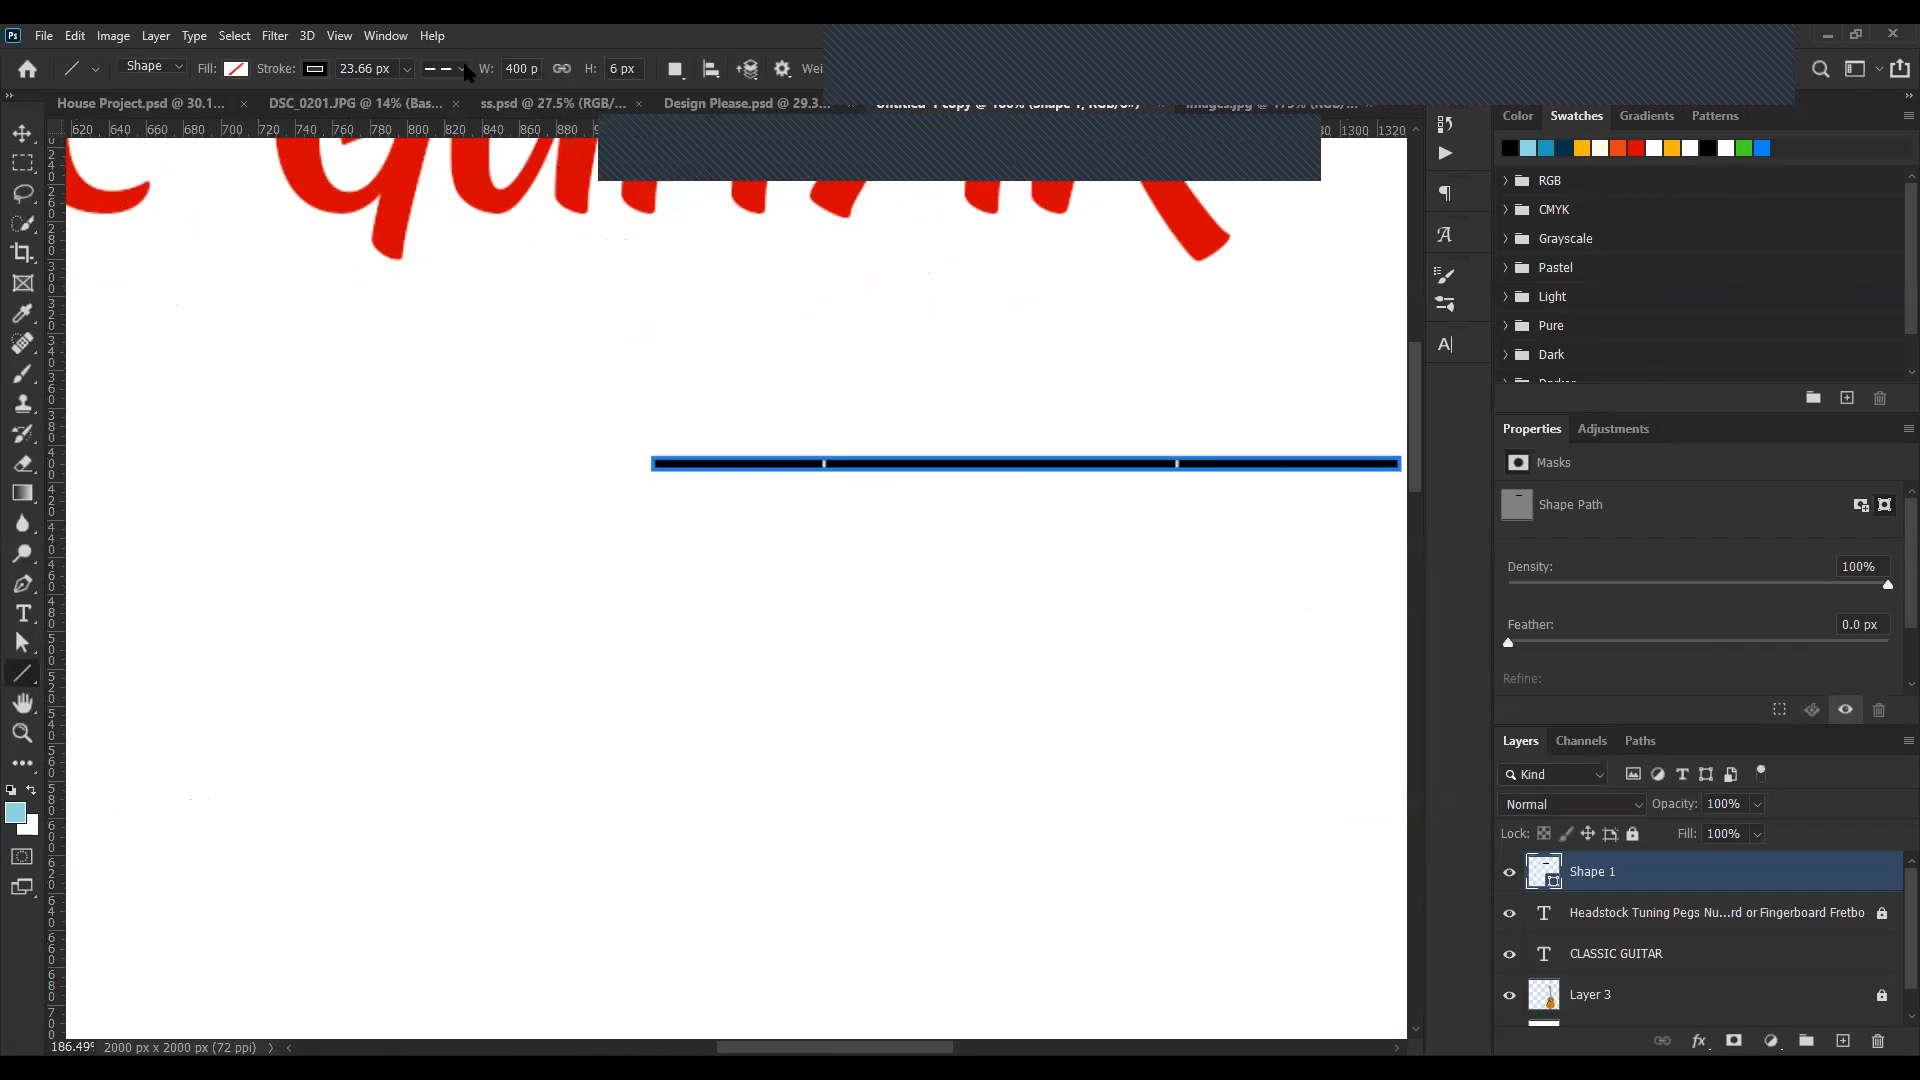 Ps File Edit Image Layer Type Select Filter 3D View Window Help
Shape Fill: Stroke: 23.66 px W: 400 p H: 6 px Wei
House Project.psd @ 30.1... × DSC_0201.JPG @ 14% (Bas... × ss.psd @ 27.5% (RGB/... × Design Please.psd @ 29.3...
620 640 660 680 700 720 740 760 780 800 820 840 860 880 1300 1320
Color Swatches Gradients Patterns
RGB
CMYK
Grayscale
Pastel
Light
Pure
Dark
Properties Adjustments
Masks
Shape Path
Density: 100%
Feather: 0.0 px
Refine:
Layers Channels Paths
Kind
Normal Opacity: 100%
Lock: Fill: 100%
Shape 1
T Headstock Tuning Pegs Nu...rd or Fingerboard Fretbo
T CLASSIC GUITAR
Layer 3
fx
186.49% 2000 px x 2000 px (72 ppi)